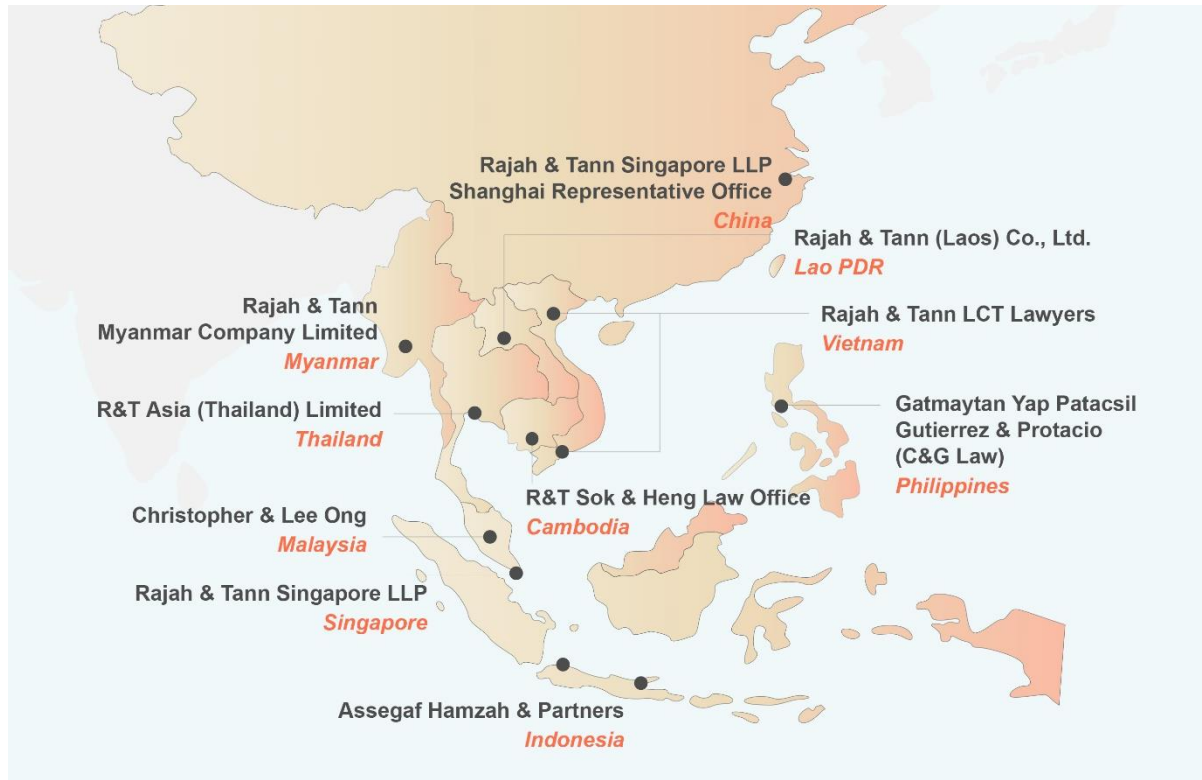 Rajah & Tann Singapore LLP
Shanghai Representative Office
China
Rajah & Tann (Laos) Co., Ltd.
Lao PDR
Rajah & Tann
Myanmar Company Limited
Myanmar
Rajah & Tann LCT Lawyers
Vietnam
R&T Asia (Thailand) Limited
Thailand
Gatmaytan Yap Patacsil
Gutierrez & Protacio
(C&G Law)
Philippines
R&T Sok & Heng Law Office
Cambodia
Christopher & Lee Ong
Malaysia
Rajah & Tann Singapore LLP
Singapore
Assegaf Hamzah & Partners
Indonesia